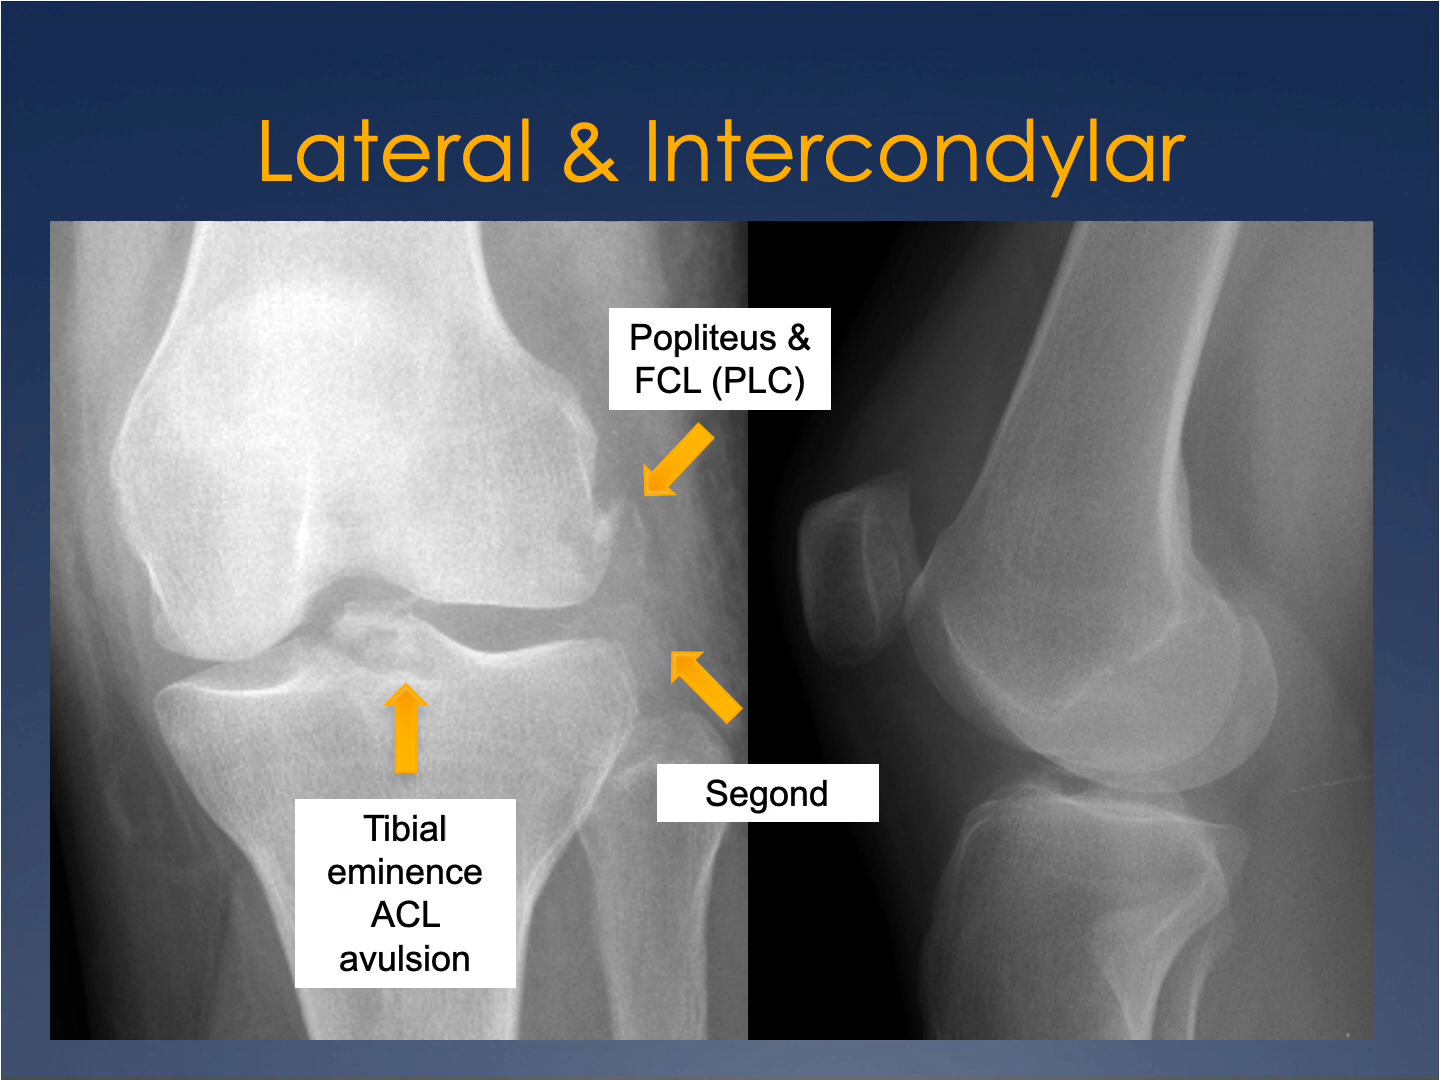 Lateral & Intercondylar
Popliteus &
FCL (PLC)
Segond
Tibial
eminence
ACL
avulsion